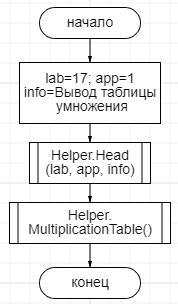 начало
lab=17; app=1
info=Вывод таблицы
умножения
Helper.Head
(lab, app, info)
Helper.
MultiplicationTable()
конец